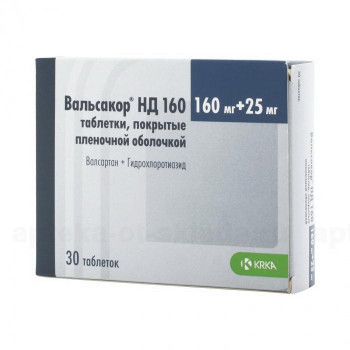 Вальсакор® НД 160
160 мг+25 мг
таблетки, покрытые
пленочной оболочкой
Валсартан + Гидрохлоротиазид
30 таблеток
KRKA